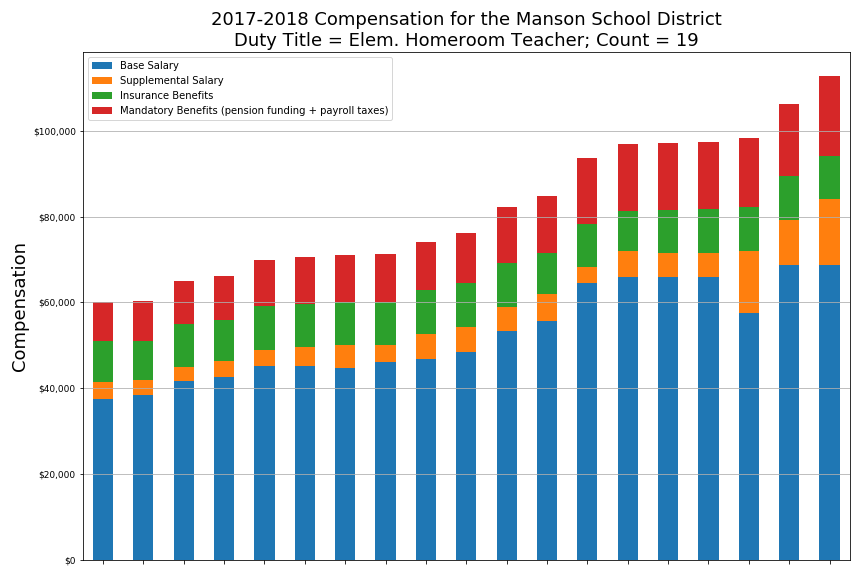 2017-2018 Compensation for the Manson School District
Duty Title = Elem. Homeroom Teacher; Count = 19
Base Salary
Supplemental Salary
Insurance Benefits
Mandatory Benefits (pension funding + payroll taxes)
$100,000
$80,000
$60,000
$40,000
$20,000
$0
Compensation